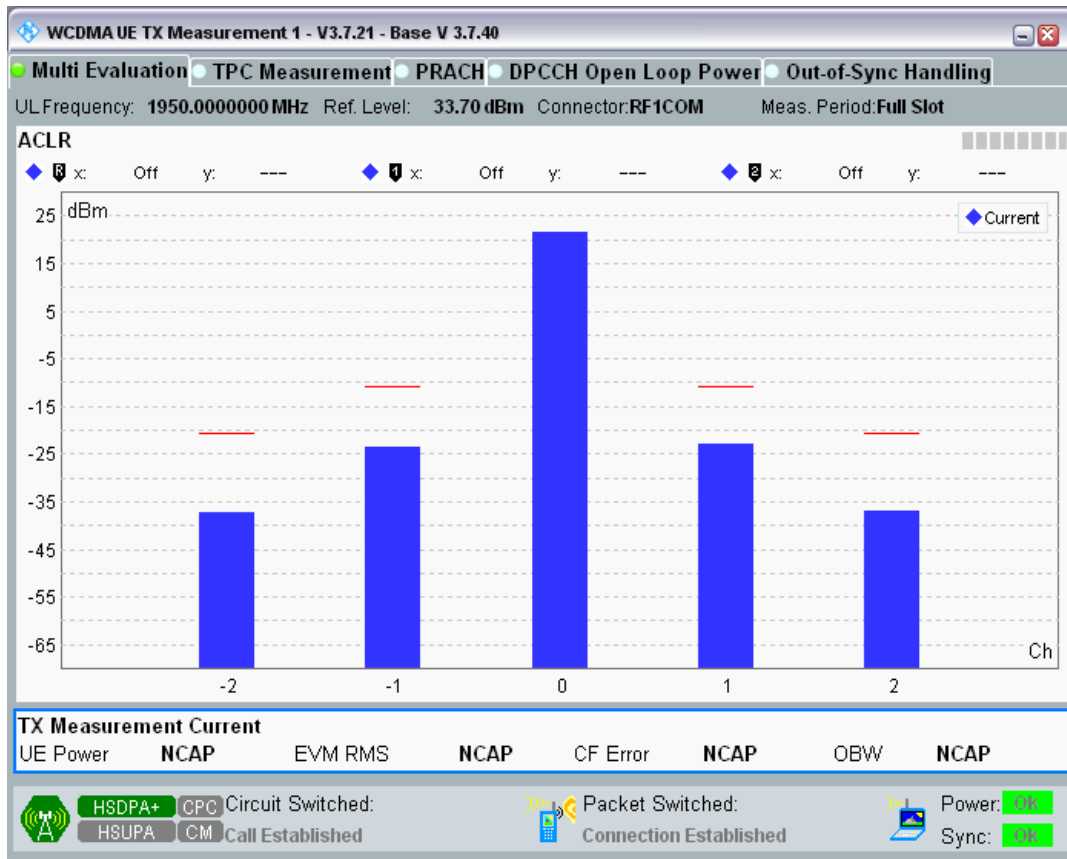 WCDMA UE TX Measurement 1 - V3.7.21 - Base V 3.7.40
Multi Evaluation TPC Measurement PRACH DPCCH Open Loop Power Out-of-Sync Handling
UL Frequency: 1950.0000000 MHz Ref. Level: 33.70 dBm Connector:RF1COM Meas. Period:Full Slot
ACLR
R x: Off y: --- 1 x: Off y: --- 2 x: Off y: ---
dBm
Current
25
15
5
-5
-15
-25
-35
-45
-55
-65
Ch
-2 -1 0 1 2
TX Measurement Current
UE Power NCAP EVM RMS NCAP CF Error NCAP OBW NCAP
HSDPA+ CPC Circuit Switched: Packet Switched: Power: Ok
HSUPA CM Call Established Connection Established Sync: Ok